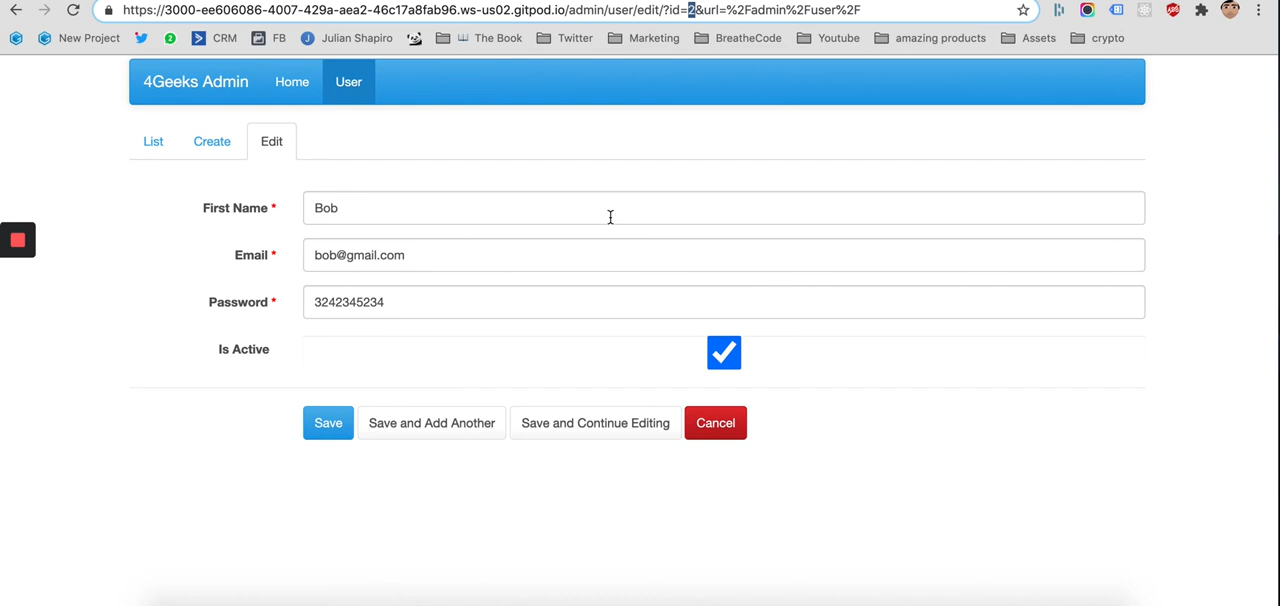 https://3000-ee606086-4007-429a-aea2-46c17a8fab96.ws-us02.gitpod.io/admin/user/edit/?id=2&url=%2Fadmin%2Fuser%2F
New Project 2 CRM FB Julian Shapiro The Book Twitter Marketing BreatheCode Youtube amazing products Assets crypto
4Geeks Admin Home User
List Create Edit
First Name * Bob
Email * bob@gmail.com
Password * 3242345234
Is Active
Save Save and Add Another Save and Continue Editing Cancel